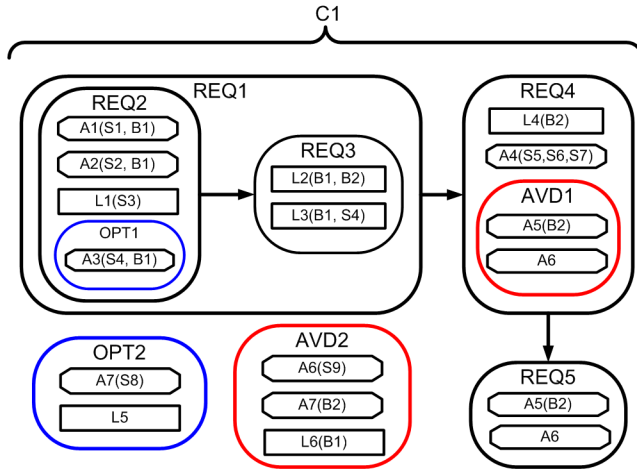 C1
REQ1
REQ2
A1(S1, B1)
A2(S2, B1)
L1(S3)
OPT1
A3(S4, B1)
REQ3
L2(B1, B2)
L3(B1, S4)
REQ4
L4(B2)
A4(S5,S6,S7)
AVD1
A5(B2)
A6
OPT2
A7(S8)
L5
AVD2
A6(S9)
A7(B2)
L6(B1)
REQ5
A5(B2)
A6